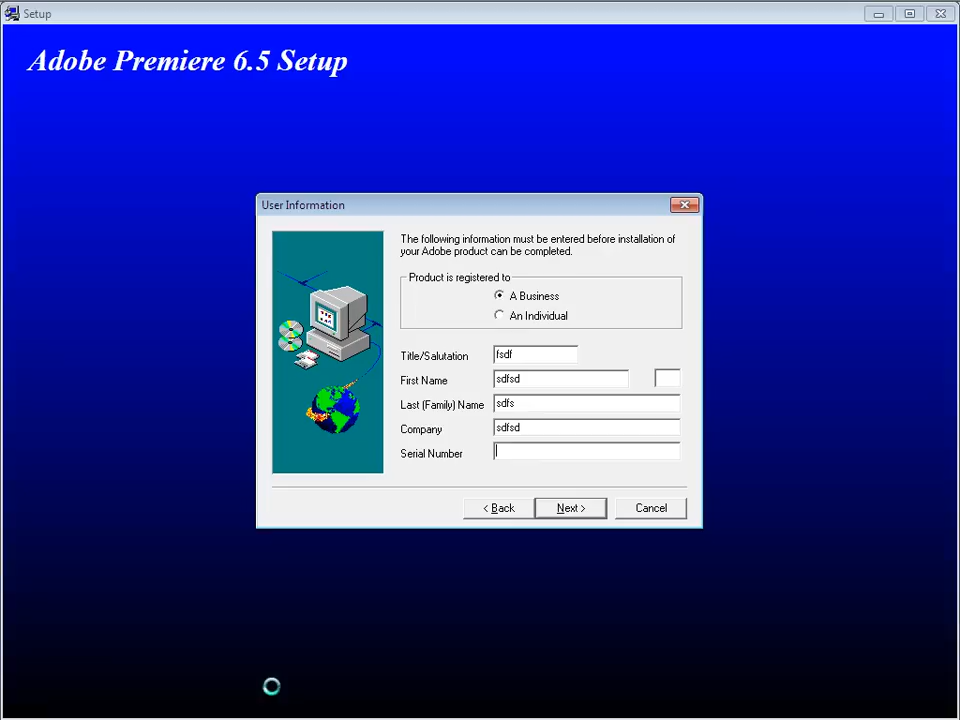 Setup
Adobe Premiere 6.5 Setup
User Information
The following information must be entered before installation of
your Adobe product can be completed.
Product is registered to
A Business
An Individual
Title/Salutation fsdf
First Name sdfsd
Last (Family) Name sdfs
Company sdfsd
Serial Number
< Back Next > Cancel